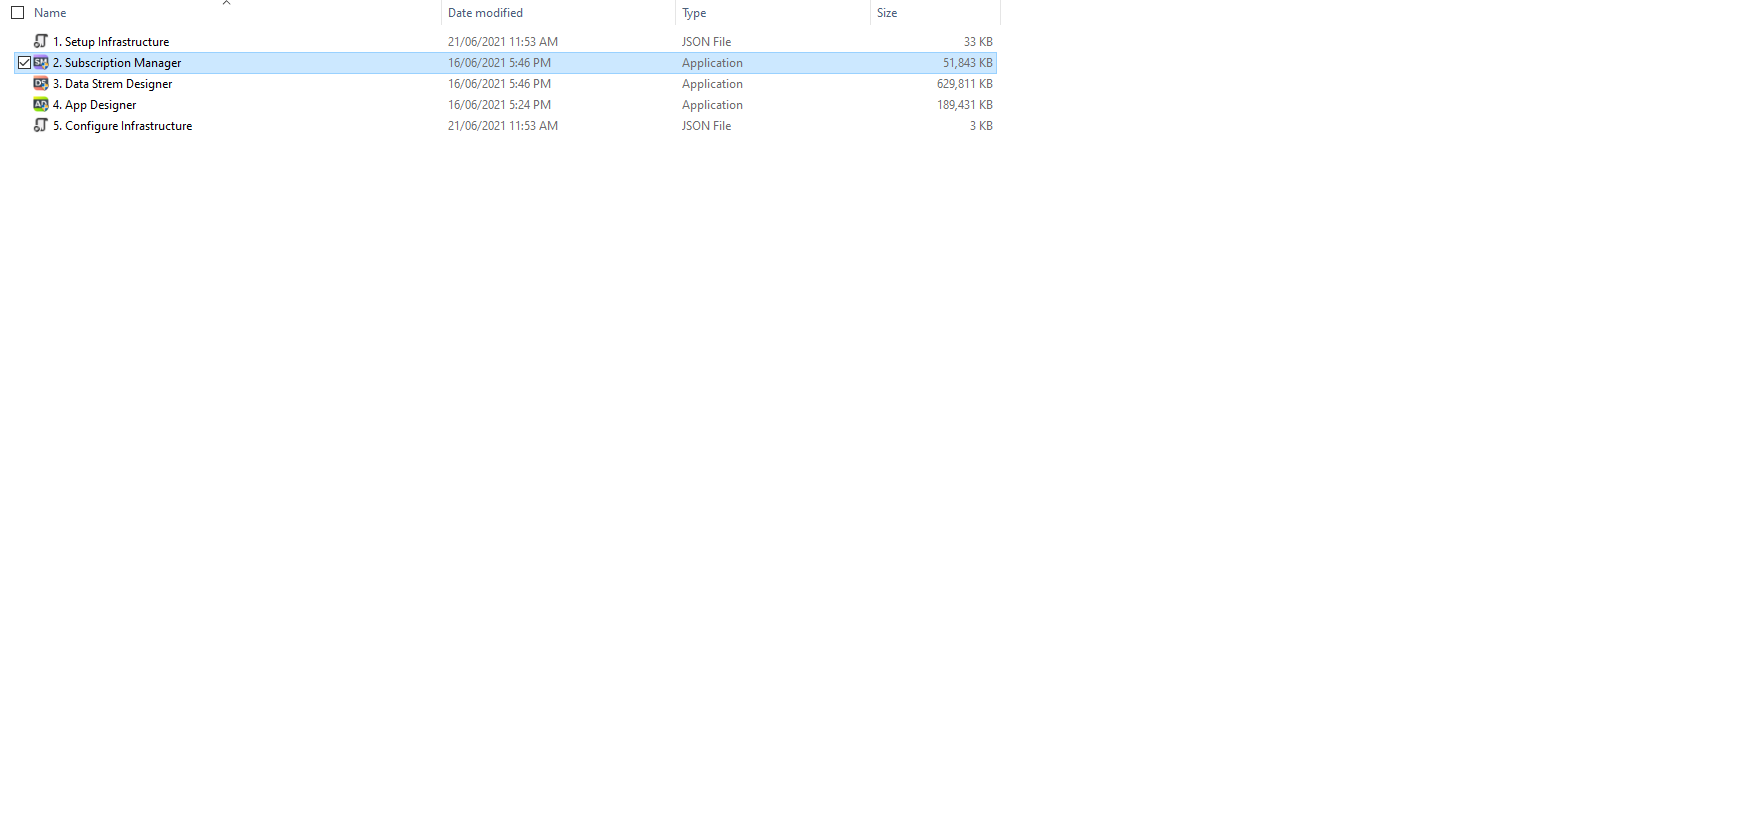 Name Date modified Type Size
1. Setup Infrastructure 21/06/2021 11:53 AM JSON File 33 KB
SM 2. Subscription Manager 16/06/2021 5:46 PM Application 51,843 KB
DS 3. Data Strem Designer 16/06/2021 5:46 PM Application 629,811 KB
AD 4. App Designer 16/06/2021 5:24 PM Application 189,431 KB
5. Configure Infrastructure 21/06/2021 11:53 AM JSON File 3 KB